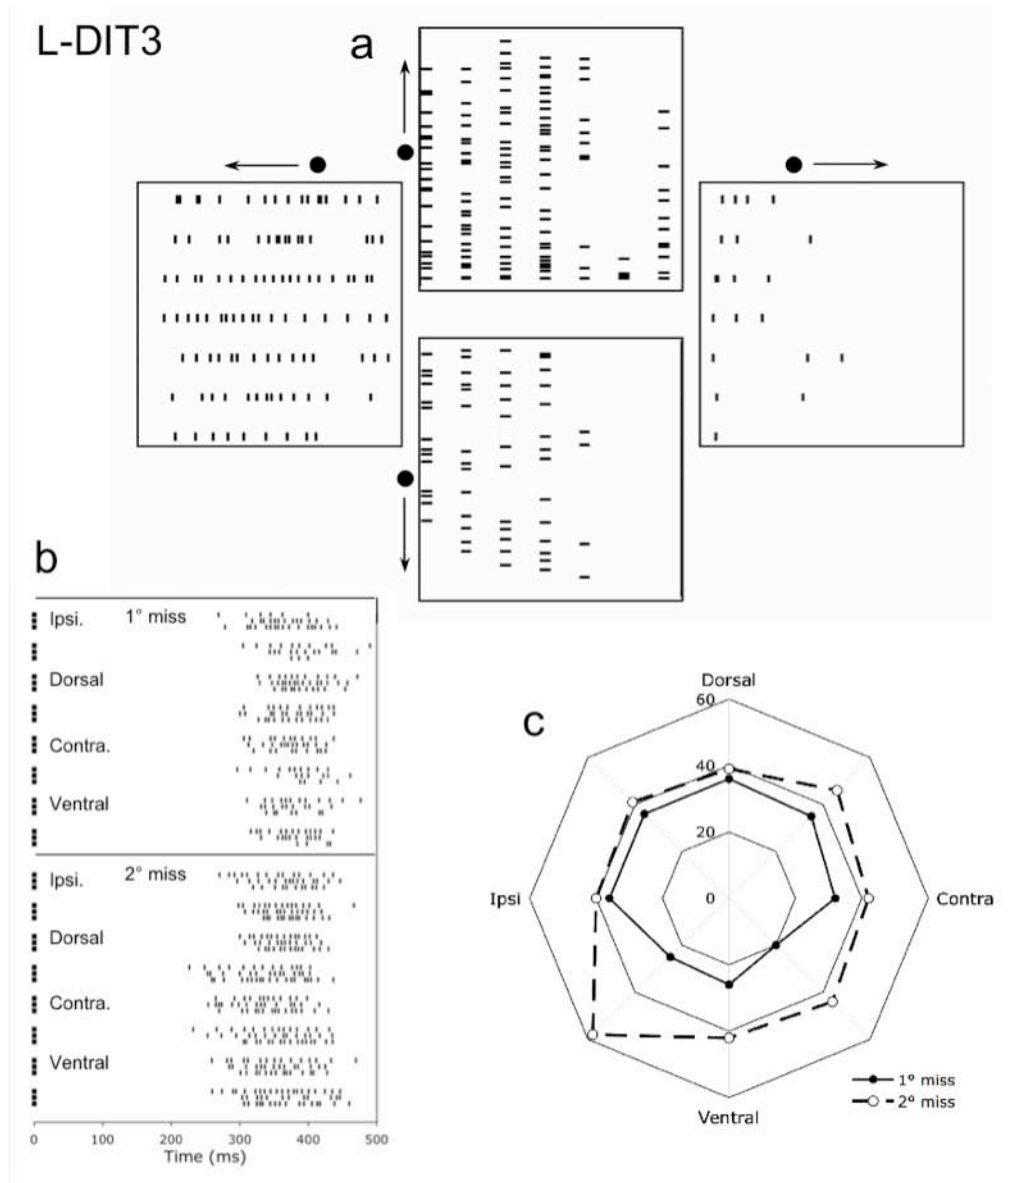 L-DIT3
a
b
Ipsi. 1° miss
Dorsal
Contra.
Ventral
Ipsi. 2° miss
Dorsal
Contra.
Ventral
0 100 200 300 400 500
Time (ms)
c
Dorsal
60
40
20
Ipsi 0 Contra
Ventral
1° miss
2° miss